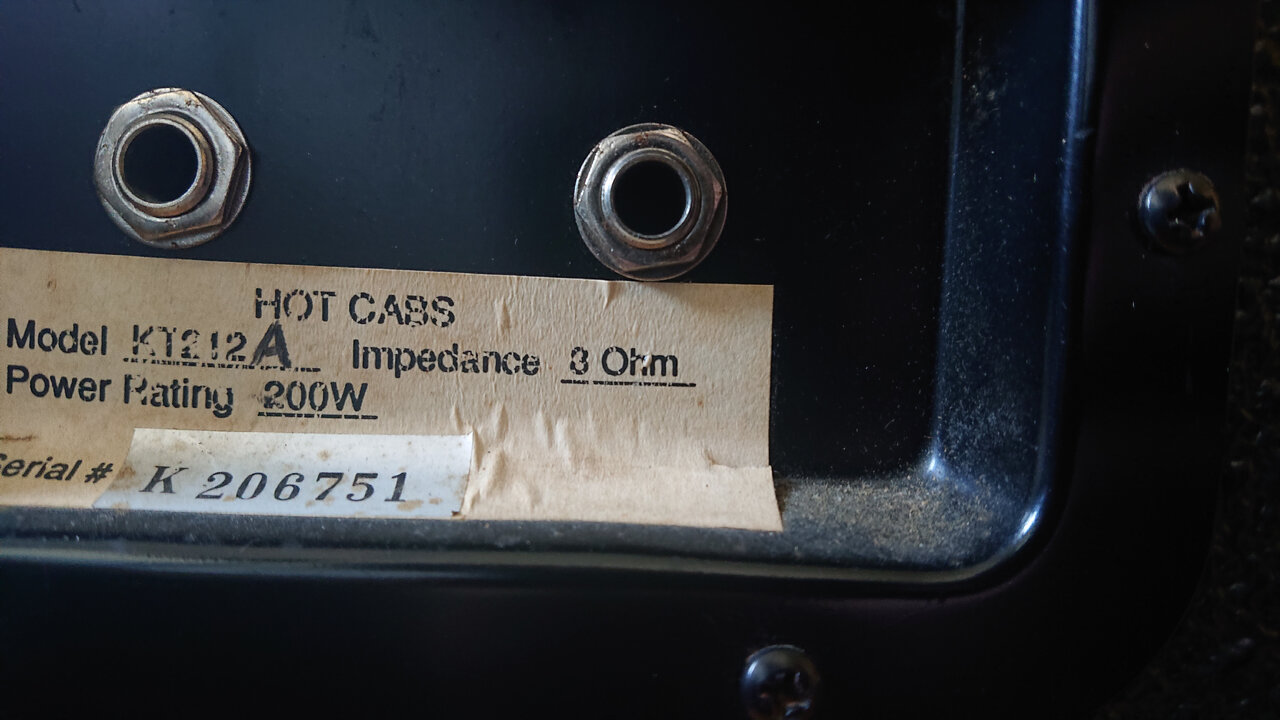 HOT CABS
Model KT212A Impedance 8 Ohm
Power Rating 200W
Serial # K 206751